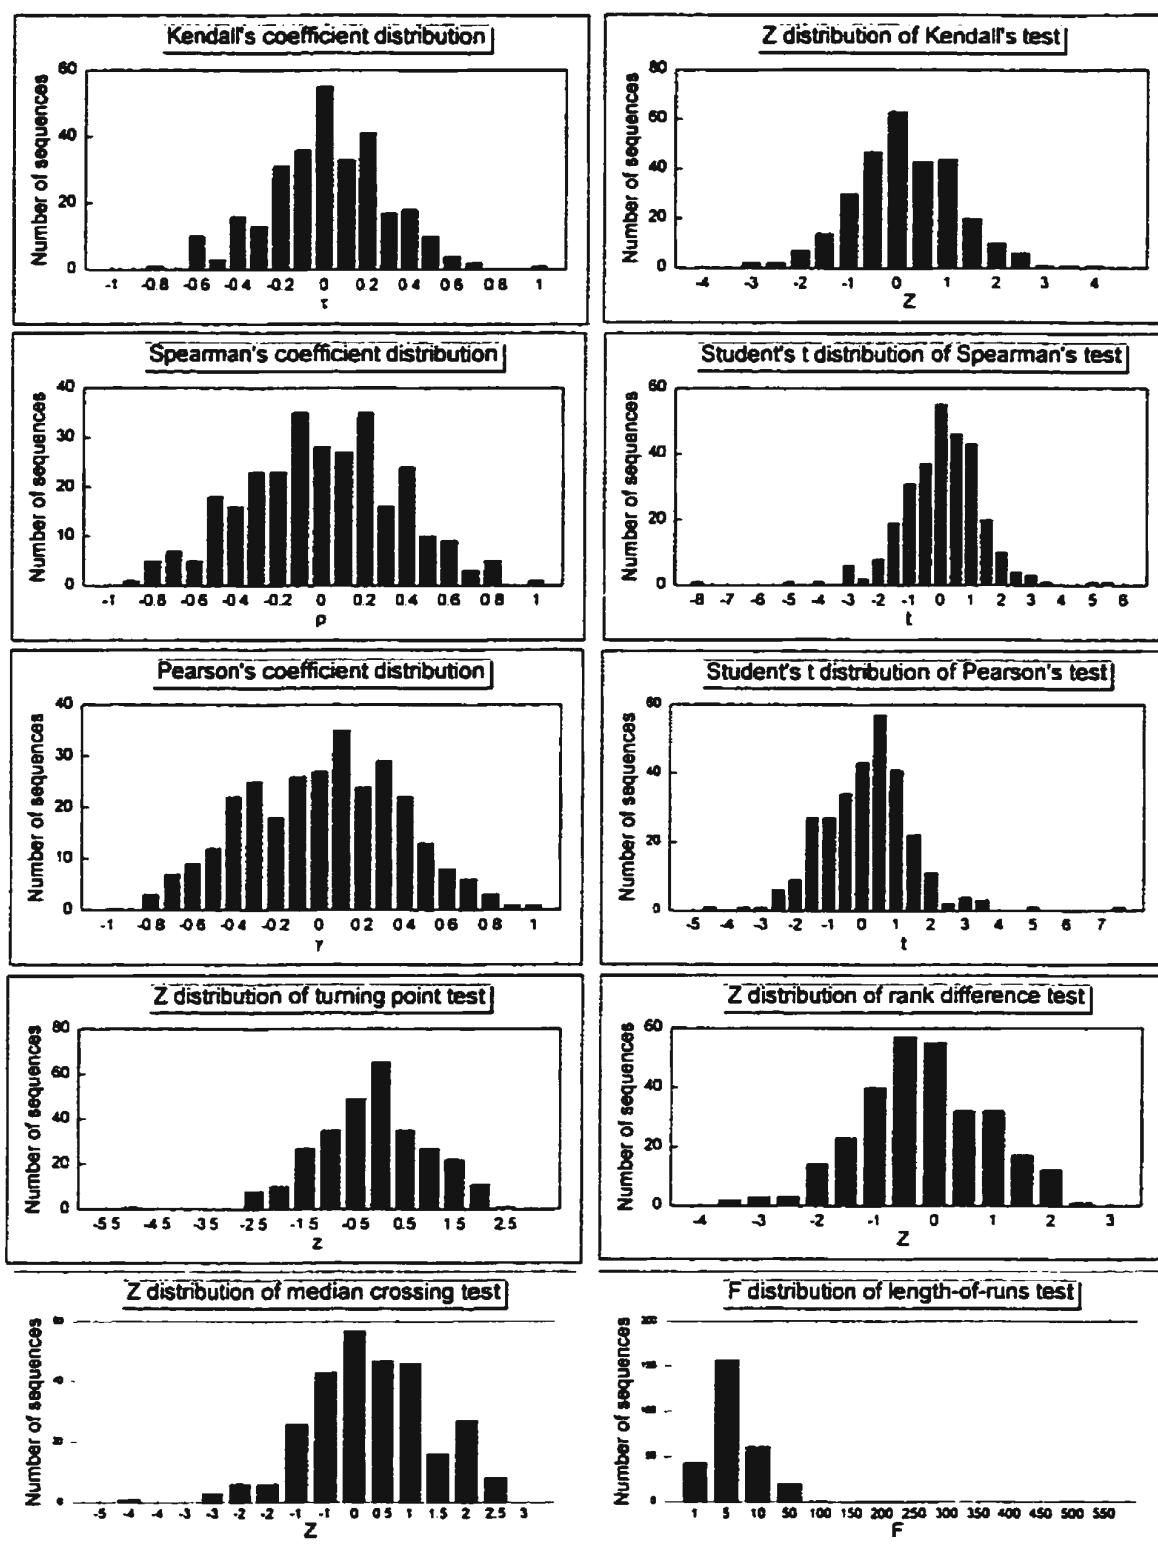 Kendall's coefficient distribution
Number of sequences
60
40
20
0
-1 -0.8 -0.6 -0.4 -0.2 0 0.2 0.4 0.6 0.8 1
τ
Z distribution of Kendall's test
Number of sequences
80
60
40
20
0
-4 -3 -2 -1 0 1 2 3 4
Z
Spearman's coefficient distribution
Number of sequences
40
30
20
10
0
-1 -0.8 -0.6 -0.4 -0.2 0 0.2 0.4 0.6 0.8 1
ρ
Student's t distribution of Spearman's test
Number of sequences
60
40
20
0
-8 -7 -6 -5 -4 -3 -2 -1 0 1 2 3 4 5 6
t
Pearson's coefficient distribution
Number of sequences
40
30
20
10
0
-1 -0.8 -0.6 -0.4 -0.2 0 0.2 0.4 0.6 0.8 1
γ
Student's t distribution of Pearson's test
Number of sequences
60
40
20
0
-5 -4 -3 -2 -1 0 1 2 3 4 5 6 7
t
Z distribution of turning point test
Number of sequences
80
60
40
20
0
-5.5 -4.5 -3.5 -2.5 -1.5 -0.5 0.5 1.5 2.5
Z
Z distribution of rank difference test
Number of sequences
60
40
20
0
-4 -3 -2 -1 0 1 2 3
Z
Z distribution of median crossing test
Number of sequences
-5 -4 -4 -3 -3 -2 -2 -1 -1 0 0.5 1 1.5 2 2.5 3
Z
F distribution of length-of-runs test
Number of sequences
1 5 10 50 100 150 200 250 300 350 400 450 500 550
F